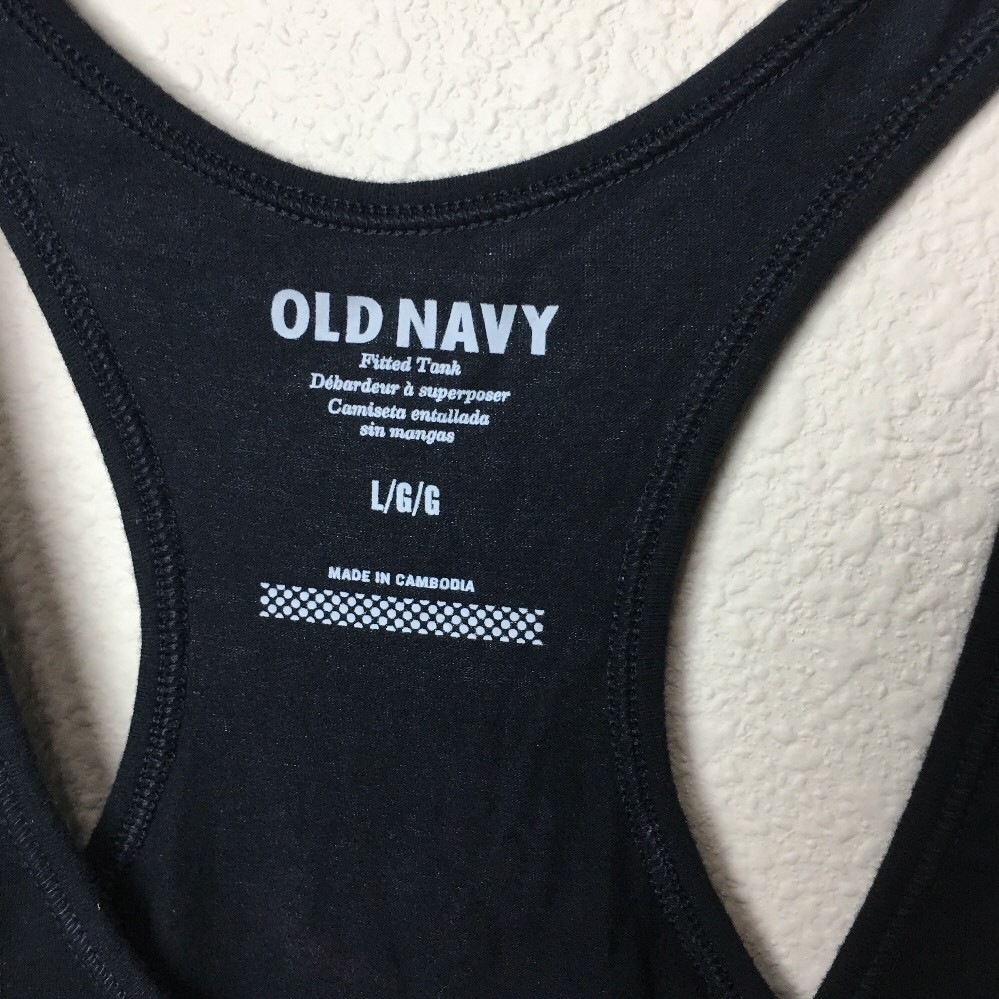 OLD NAVY
Fitted Tank
Débardeur à superposer
Camiseta entallada
sin mangas
L/G/G
MADE IN CAMBODIA